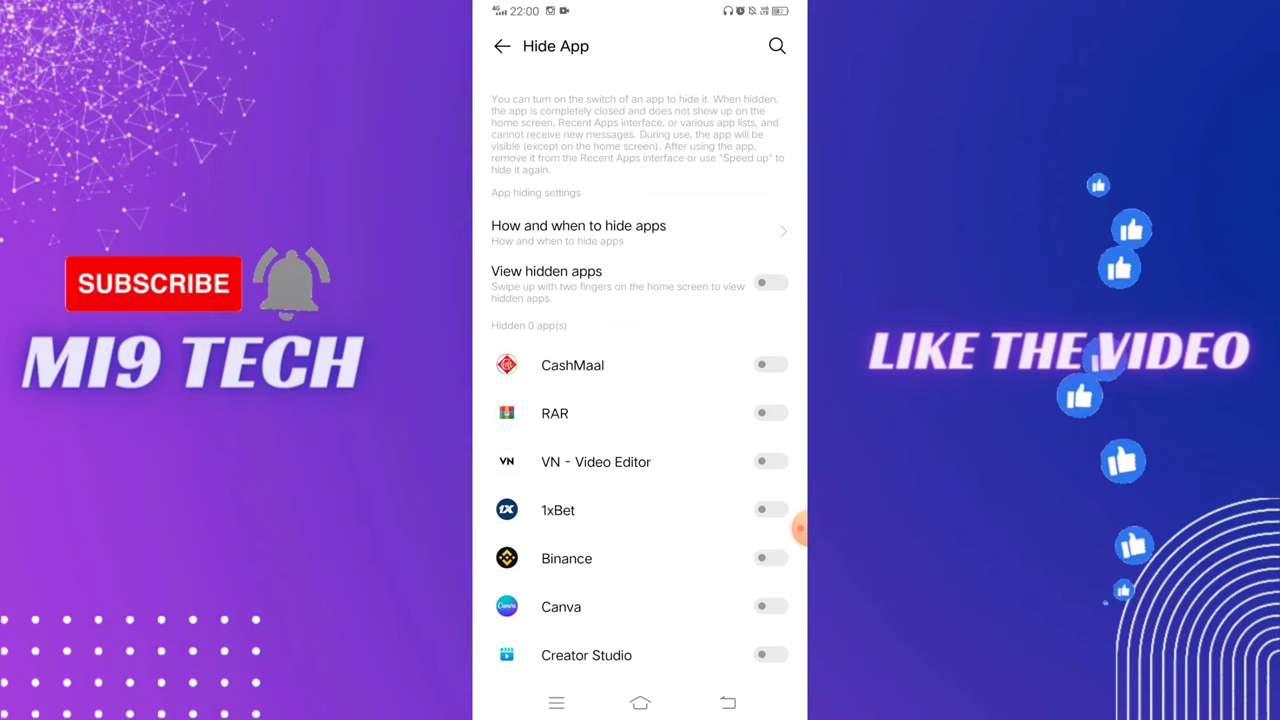 4G 22:00
VoI)
LTE
Hide App
You can turn on the switch of an app to hide it. When hidden,
the app is completely closed and does not show up on the
home screen, Recent Apps interface, or various app lists, and
cannot receive new messages. During use, the app will be
visible (except on the home screen). After using the app,
remove it from the Recent Apps interface or use "Speed up" to
hide it again.
App hiding settings
How and when to hide apps
How and when to hide apps
View hidden apps
Swipe up with two fingers on the home screen to view
hidden apps.
Hidden 0 app(s)
CashMaal
RAR
VN VN - Video Editor
1X 1xBet
Binance
Canva Canva
Creator Studio
SUBSCRIBE
MI9 TECH
LIKE THE VIDEO